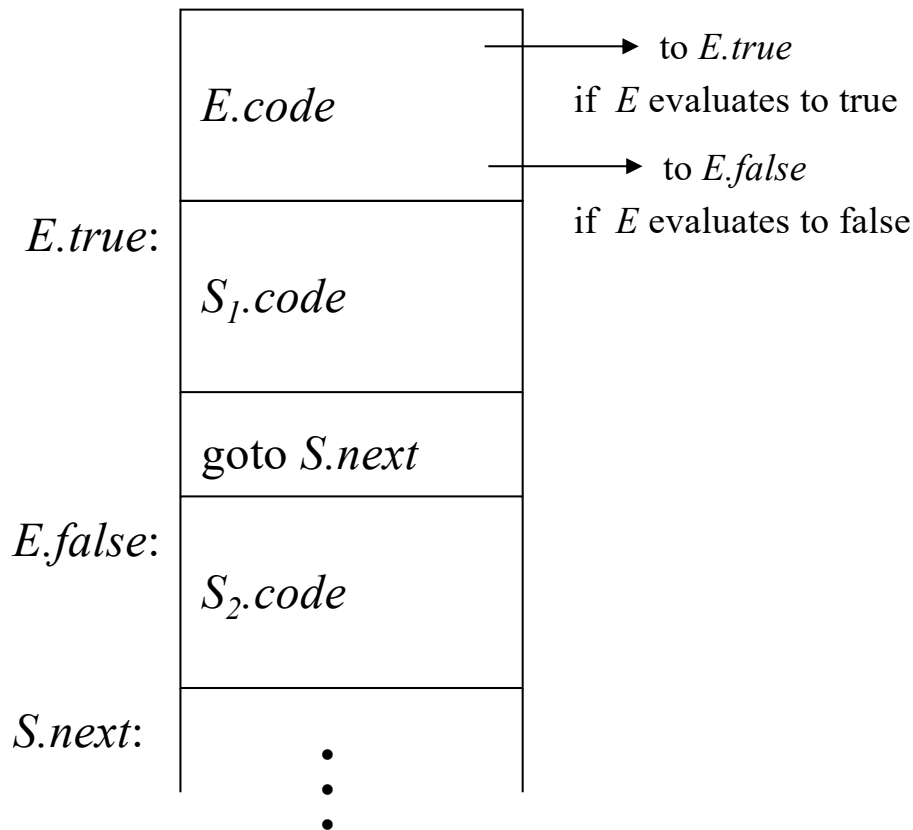 to E.true
if E evaluates to true
E.code
to E.false
if E evaluates to false
E.true:
S₁.code
goto S.next
E.false:
S₂.code
S.next: